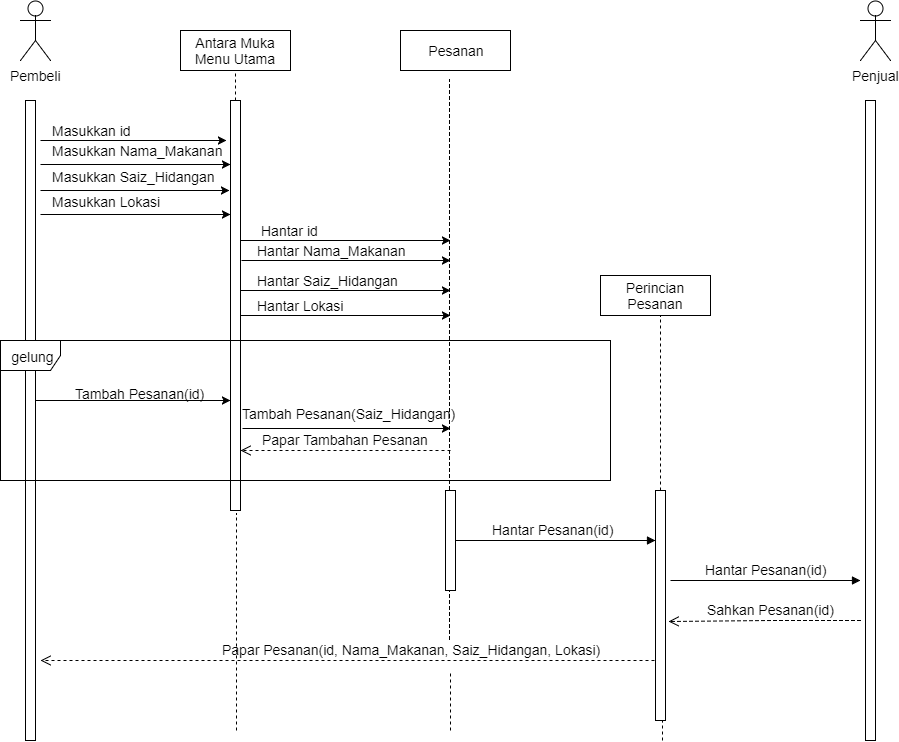 Antara Muka
Menu Utama
Pesanan
Pembeli
Penjual
Masukkan id
Masukkan Nama_Makanan
Masukkan Saiz_Hidangan
Masukkan Lokasi
Hantar id
Hantar Nama_Makanan
Hantar Saiz_Hidangan
Hantar Lokasi
Perincian
Pesanan
gelung
Tambah Pesanan(id)
Tambah Pesanan(Saiz_Hidangan)
Papar Tambahan Pesanan
Hantar Pesanan(id)
Hantar Pesanan(id)
Sahkan Pesanan(id)
Papar Pesanan(id, Nama_Makanan, Saiz_Hidangan, Lokasi)